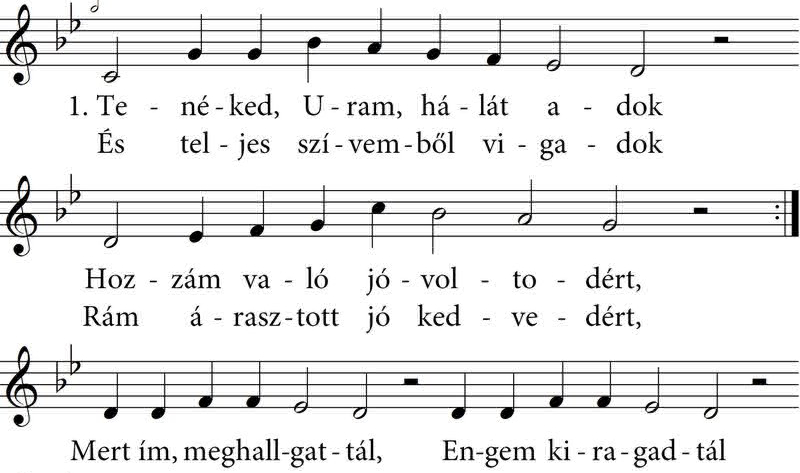 1. Te - né - ked, U - ram, há - lát a - dok
És tel - jes szí - vem - ből vi - ga - dok
Hoz - zám va - ló jó - vol - to - dért,
Rám á - rasz - tott jó ked - ve - dért,
Mert ím, meghall - gat - tál, En - gem ki - ra - gad - tál